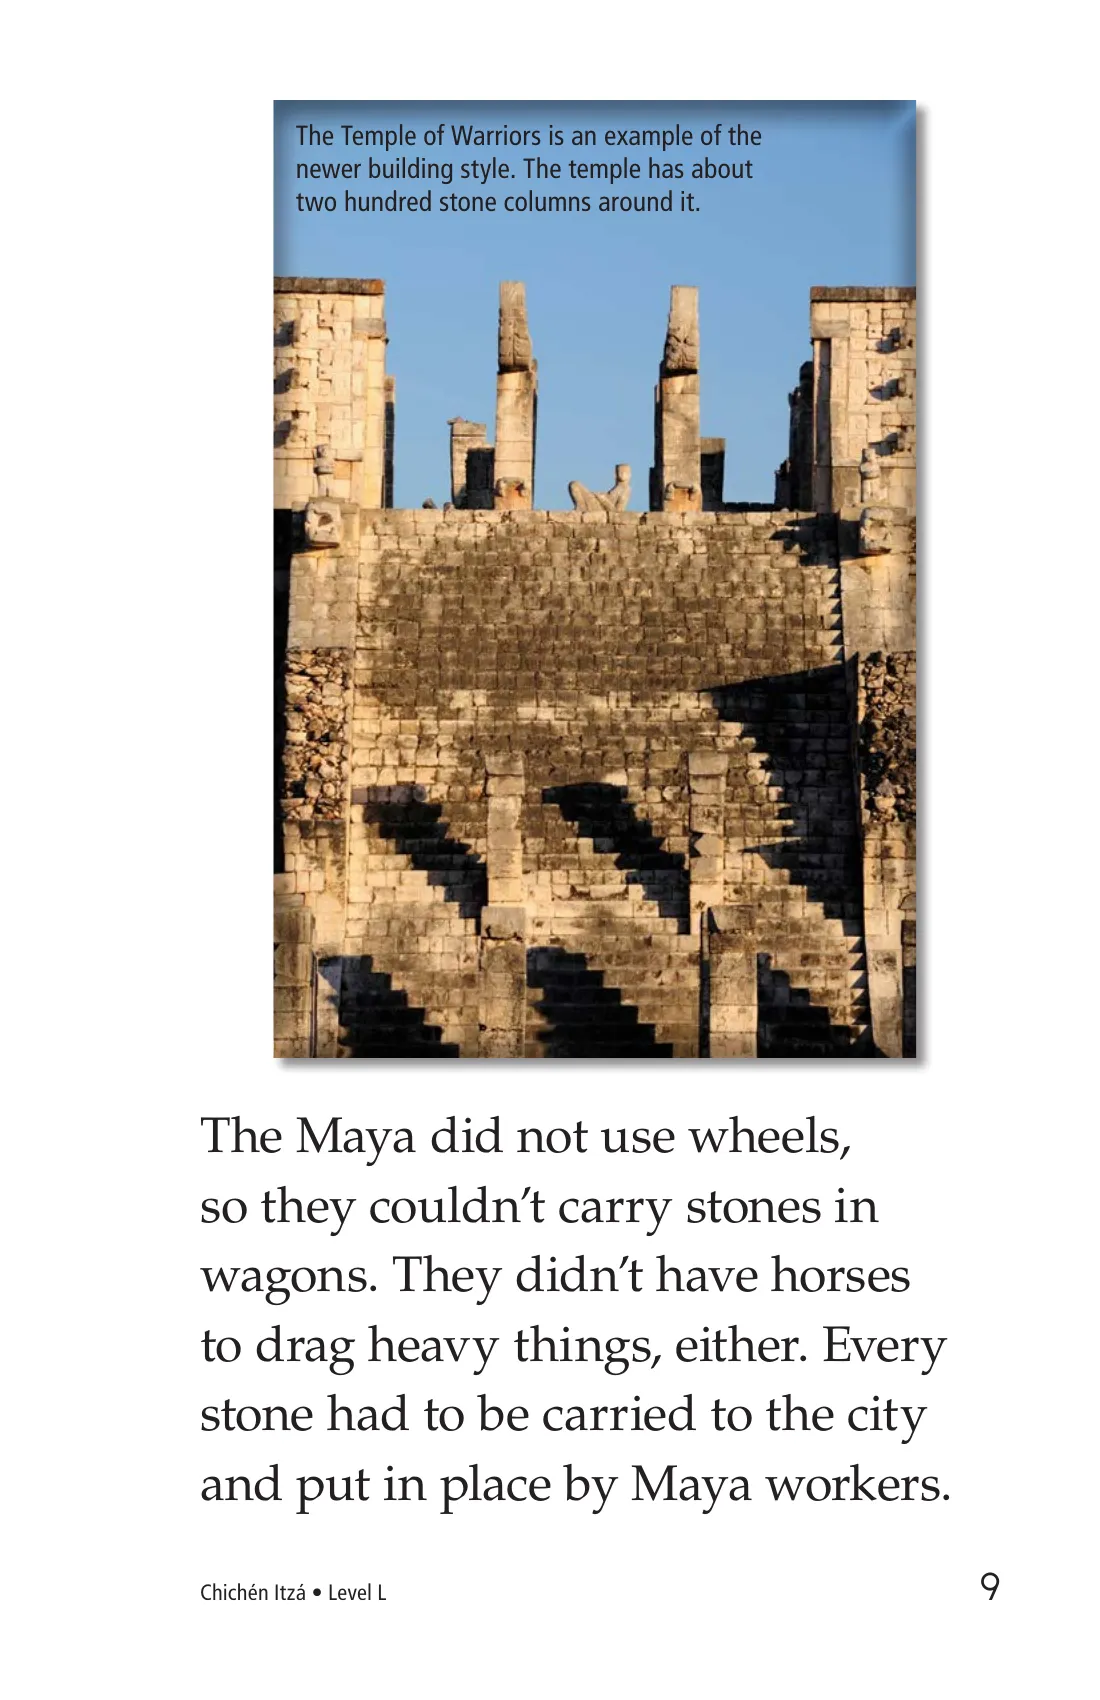 The Temple of Warriors is an example of the
newer building style. The temple has about
two hundred stone columns around it.
The Maya did not use wheels,
so they couldn’t carry stones in
wagons. They didn’t have horses
to drag heavy things, either. Every
stone had to be carried to the city
and put in place by Maya workers.
Chichén Itzá • Level L
9